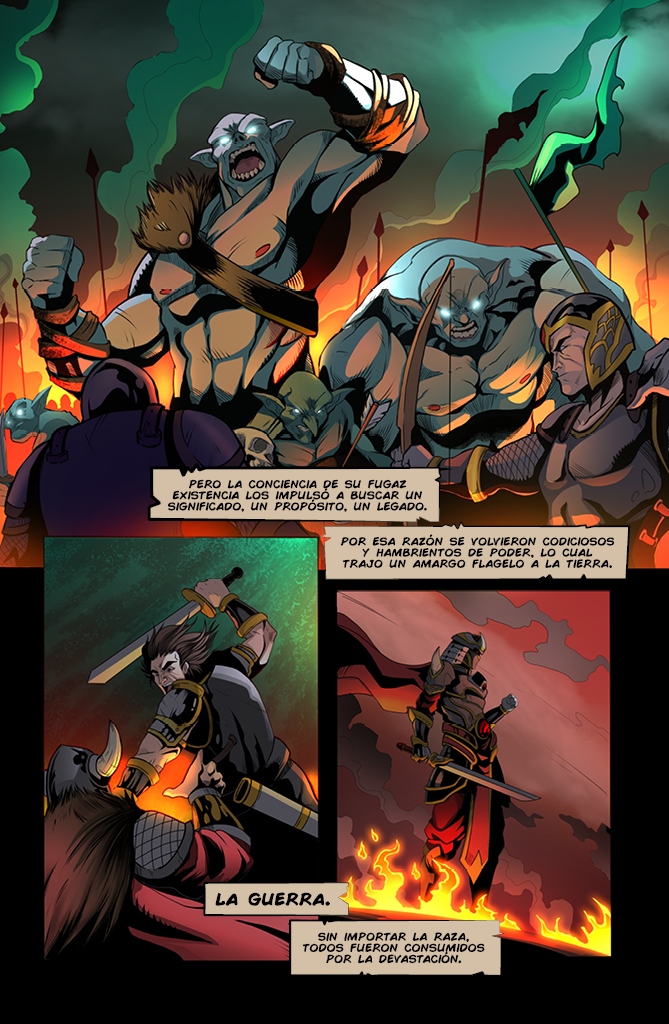 PERO LA CONCIENCIA DE SU FUGAZ
EXISTENCIA LOS IMPULSÓ A BUSCAR UN
SIGNIFICADO, UN PROPÓSITO, UN LEGADO.
POR ESA RAZÓN SE VOLVIERON CODICIOSOS
Y HAMBRIENTOS DE PODER, LO CUAL
TRAJO UN AMARGO FLAGELO A LA TIERRA.
LA GUERRA.
SIN IMPORTAR LA RAZA,
TODOS FUERON CONSUMIDOS
POR LA DEVASTACIÓN.